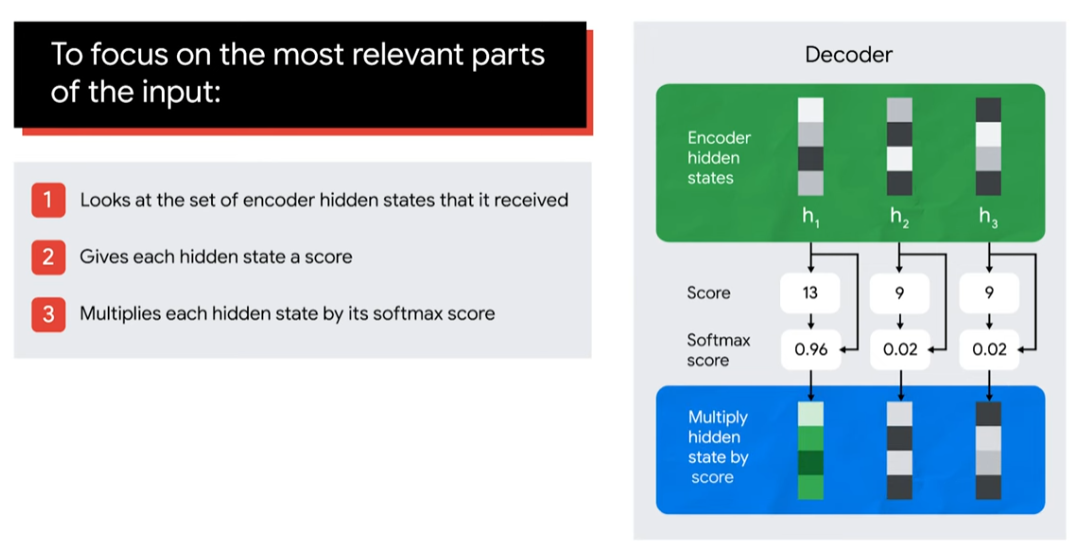 To focus on the most relevant parts
of the input:
1 Looks at the set of encoder hidden states that it received
2 Gives each hidden state a score
3 Multiplies each hidden state by its softmax score
Decoder
Encoder
hidden
states
h₁ h₂ h₃
Score 13 9 9
Softmax
score
0.96 0.02 0.02
Multiply
hidden
state by
score